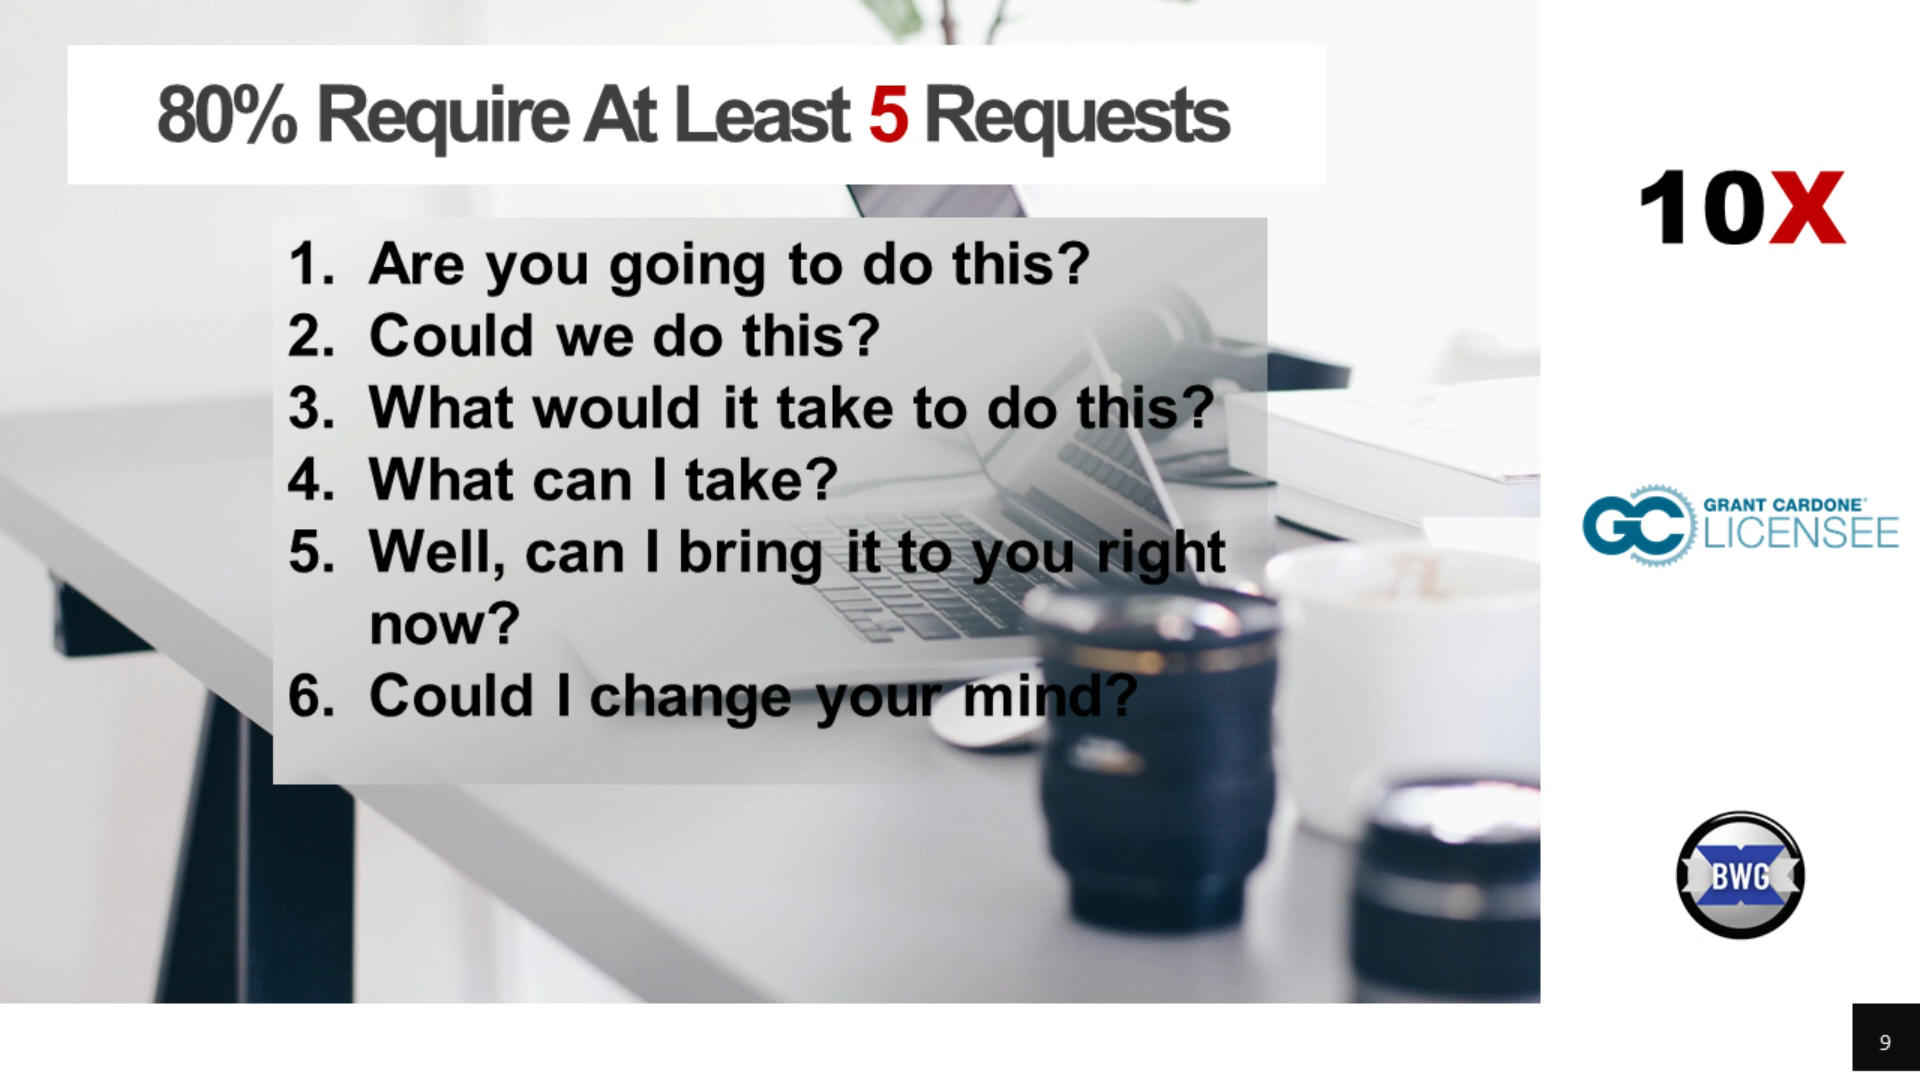 80% Require At Least 5 Requests
1. Are you going to do this?
2. Could we do this?
3. What would it take to do this?
4. What can I take?
5. Well, can I bring it to you right
now?
6. Could I change your mind?
10X
GC GRANT CARDONE®
LICENSEE
BWG
9